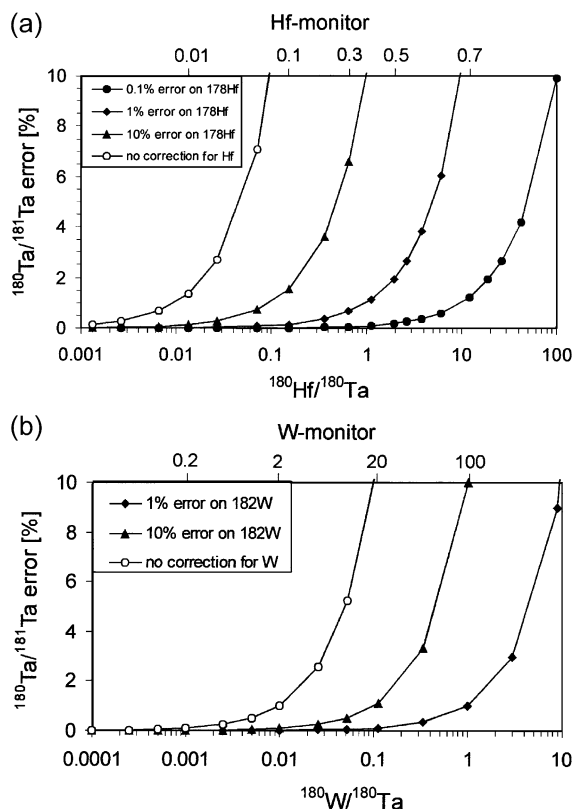 (a)
Hf-monitor
0.01 0.1 0.3 0.5 0.7
10
8
6
4
2
0
¹⁸⁰Ta/¹⁸¹Ta error [%]
0.1% error on 178Hf
1% error on 178Hf
10% error on 178Hf
no correction for Hf
0.001 0.01 0.1 1 10 100
¹⁸⁰Hf/¹⁸⁰Ta
(b)
W-monitor
0.2 2 20 100
10
8
6
4
2
0
¹⁸⁰Ta/¹⁸¹Ta error [%]
1% error on 182W
10% error on 182W
no correction for W
0.0001 0.001 0.01 0.1 1 10
¹⁸⁰W/¹⁸⁰Ta